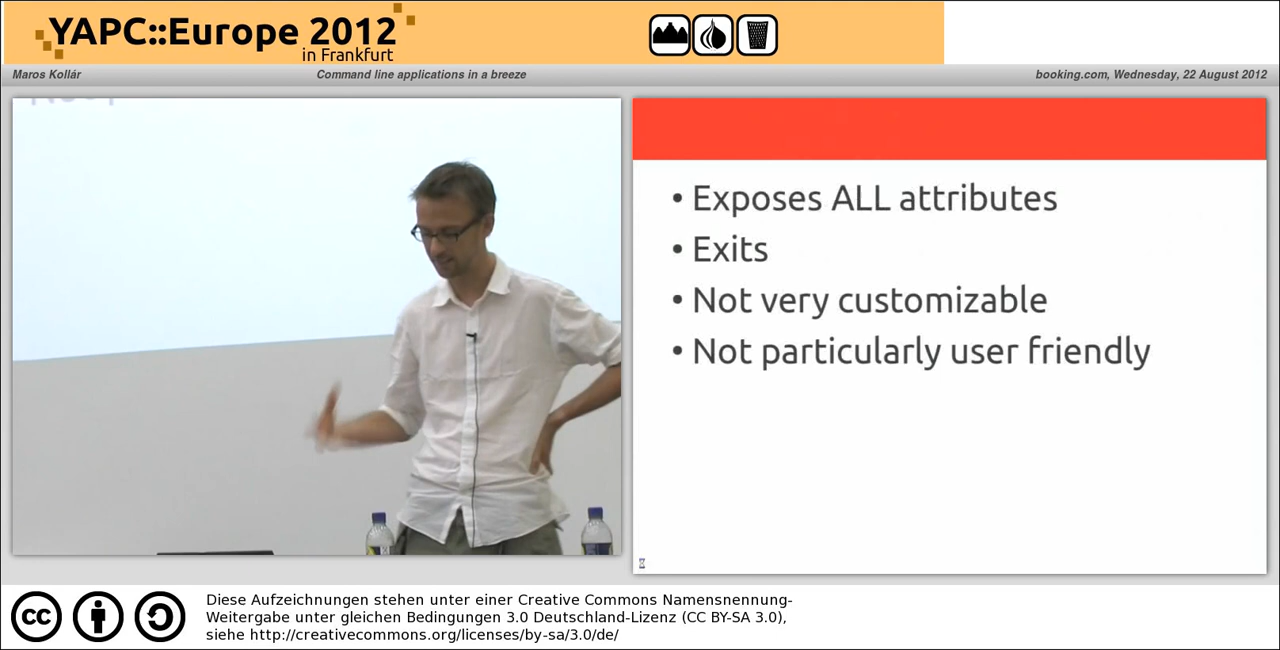 YAPC::Europe 2012
in Frankfurt
Maros Kollár
Command line applications in a breeze
booking.com, Wednesday, 22 August 2012
• Exposes ALL attributes
• Exits
• Not very customizable
• Not particularly user friendly
cc
Diese Aufzeichnungen stehen unter einer Creative Commons Namensnennung-
Weitergabe unter gleichen Bedingungen 3.0 Deutschland-Lizenz (CC BY-SA 3.0),
siehe http://creativecommons.org/licenses/by-sa/3.0/de/